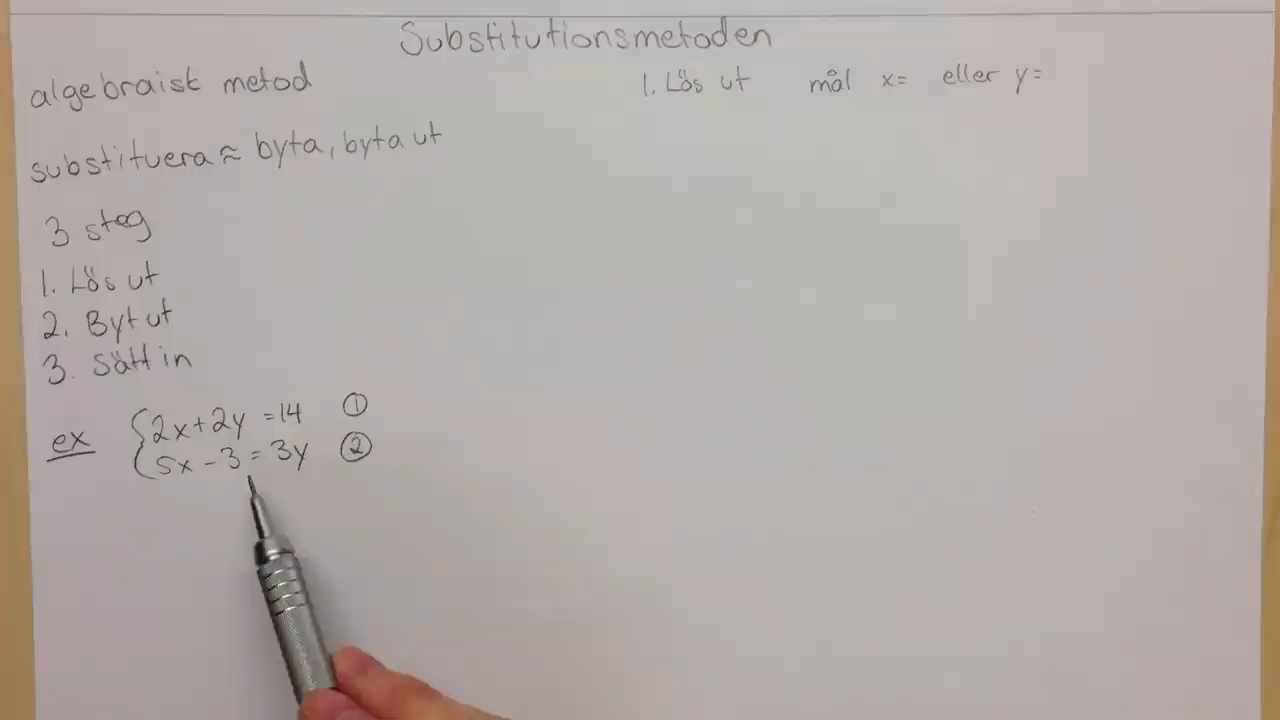 Substitutionsmetoden
algebraisk metod
substituera ≈ byta, byta ut
3 steg
1. Lös ut
2. Byt ut
3. Sätt in
ex {2x+2y =14 ①
5x -3 = 3y ②
1. Lös ut mål x= eller y=